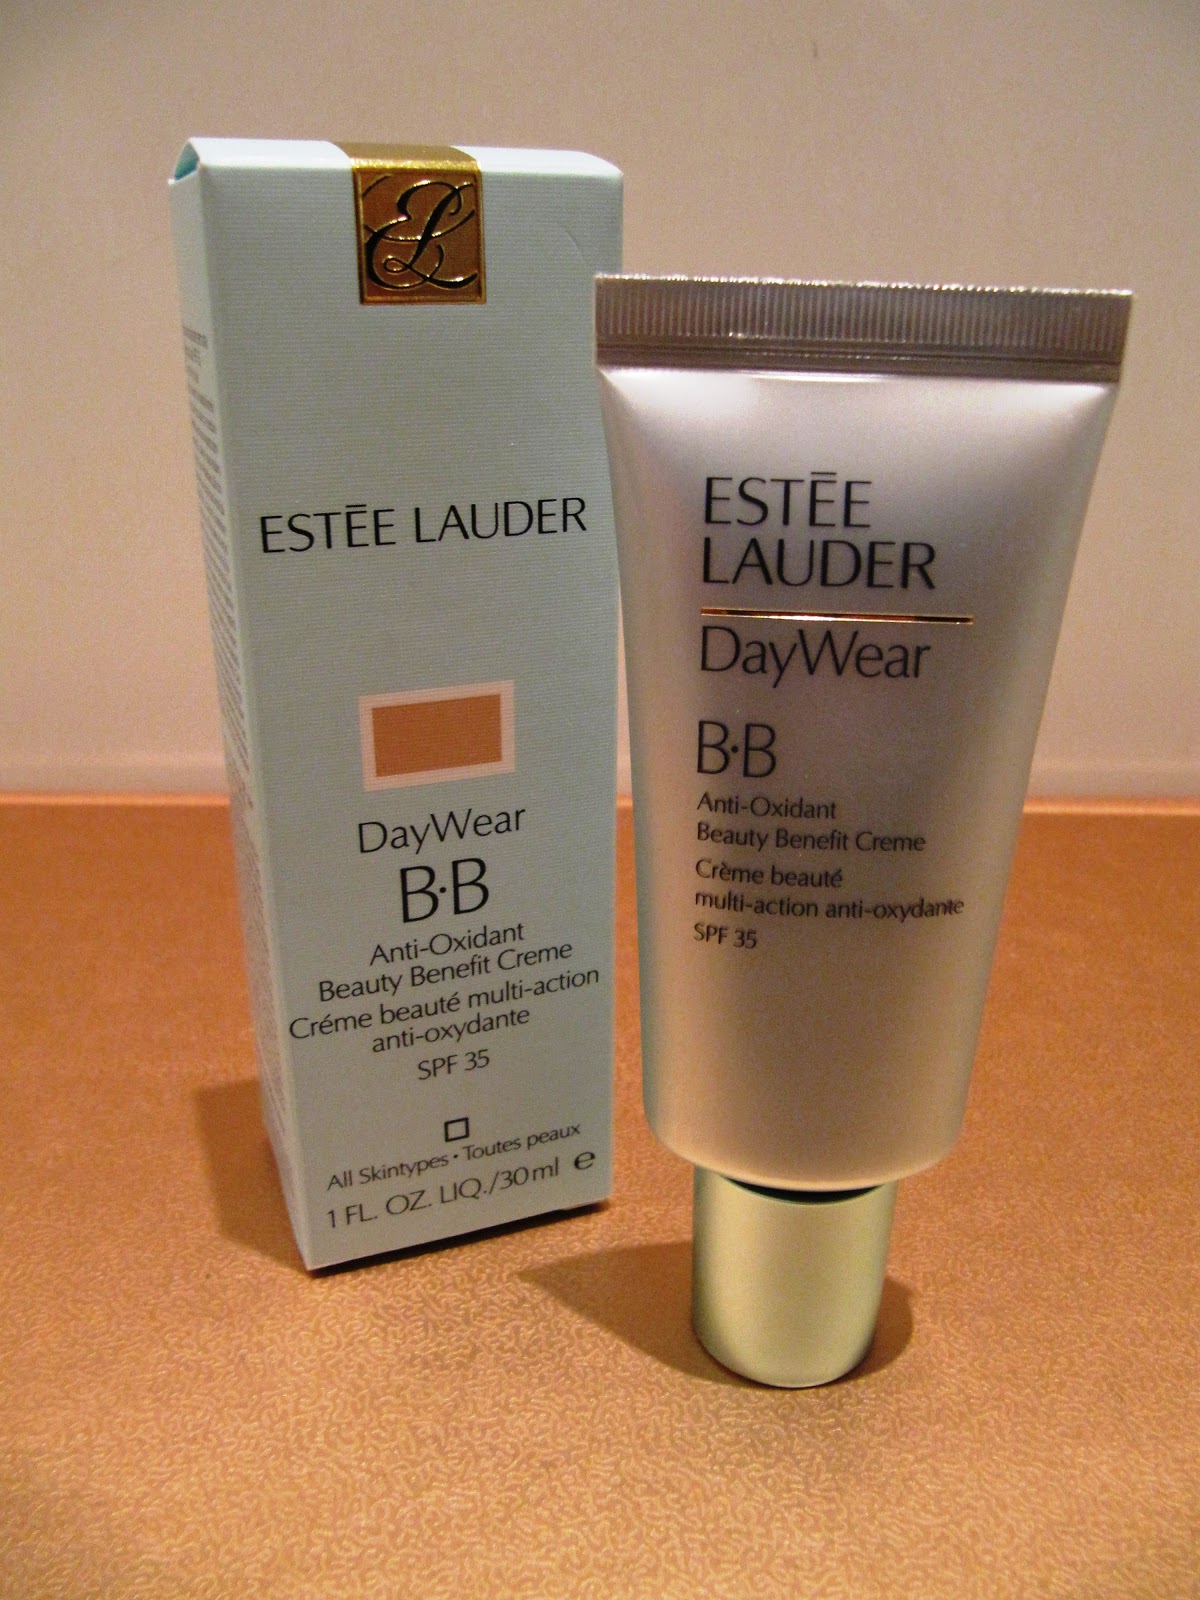 EL
ESTĒE LAUDER
DayWear
B·B
Anti-Oxidant
Beauty Benefit Creme
Créme beauté multi-action
anti-oxydante
SPF 35
All Skintypes • Toutes peaux
1 FL. OZ. LIQ./30 ml e
ESTĒE
LAUDER
DayWear
B·B
Anti-Oxidant
Beauty Benefit Creme
Crème beauté
multi-action anti-oxydante
SPF 35